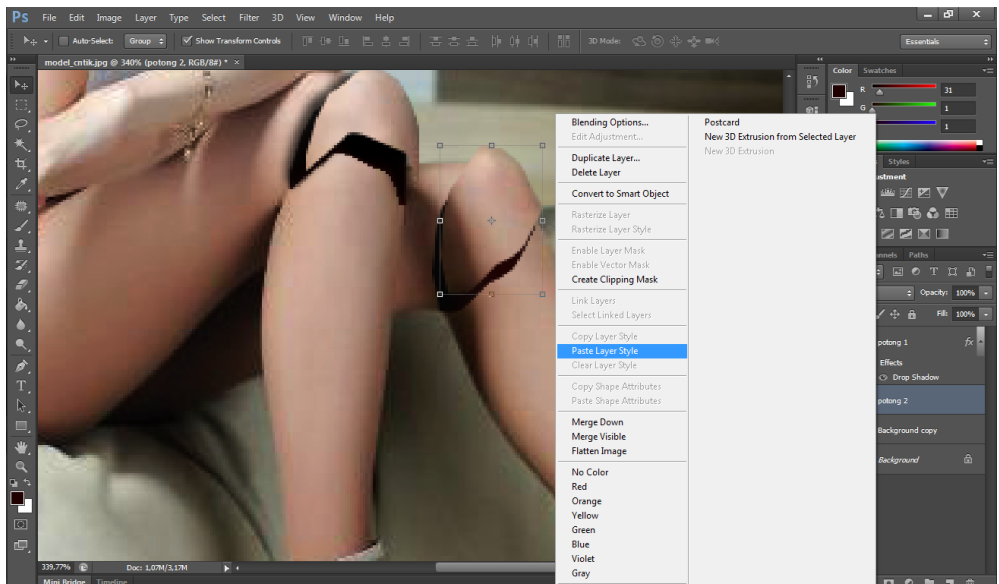 Ps File Edit Image Layer Type Select Filter 3D View Window Help
Auto-Select: Group Show Transform Controls 3D Mode: Essentials
model_cntik.jpg @ 340% (potong 2, RGB/8#) * ×
Color Swatches
R 31
G 1
1
Styles
Paths
Opacity: 100%
Fill: 100%
potong 1 fx
Effects
Drop Shadow
potong 2
Background copy
Background
Blending Options...
Edit Adjustment...
Duplicate Layer...
Delete Layer
Convert to Smart Object
Rasterize Layer
Rasterize Layer Style
Enable Layer Mask
Enable Vector Mask
Create Clipping Mask
Link Layers
Select Linked Layers
Copy Layer Style
Paste Layer Style
Clear Layer Style
Copy Shape Attributes
Paste Shape Attributes
Merge Down
Merge Visible
Flatten Image
No Color
Red
Orange
Yellow
Green
Blue
Violet
Gray
Postcard
New 3D Extrusion from Selected Layer
New 3D Extrusion
339,77% Doc: 1,07M/3,17M
Mini Bridge Timeline